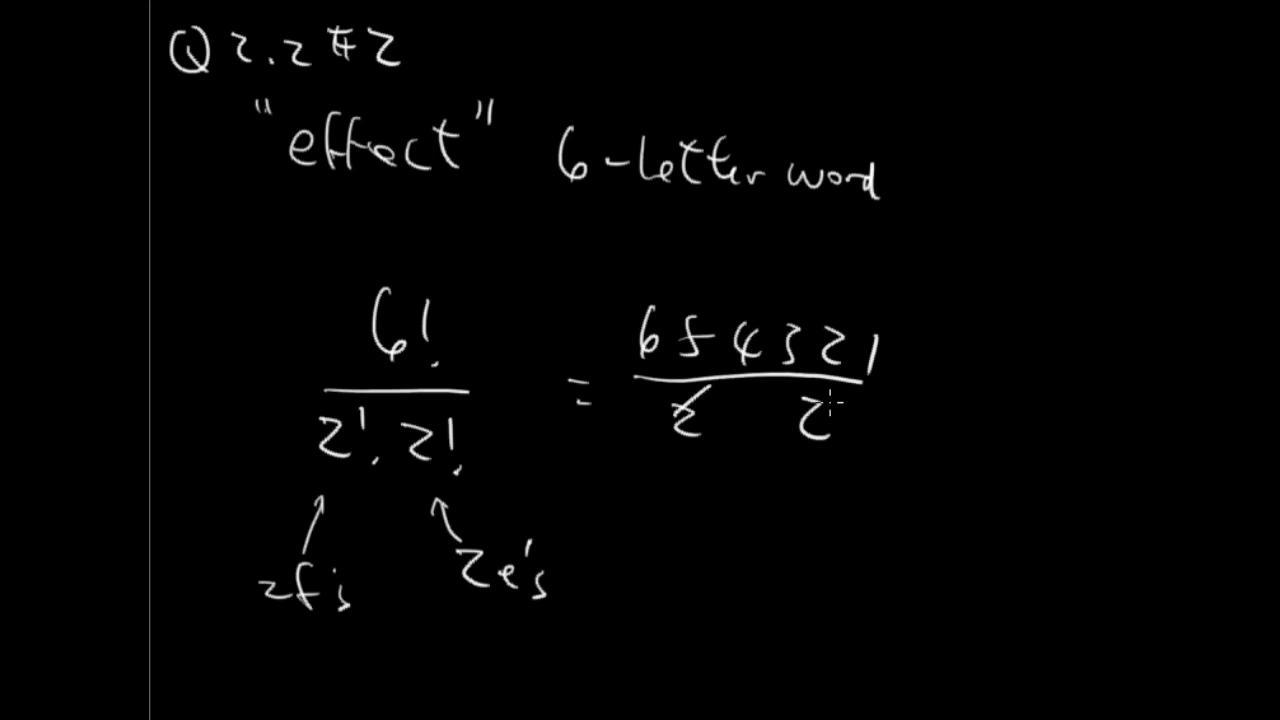 Q 2.2 #2
"effect" 6-letter word
6! / 2! . 2! = 6 5 4 3 2 1 / 2 2
2f's 2e's